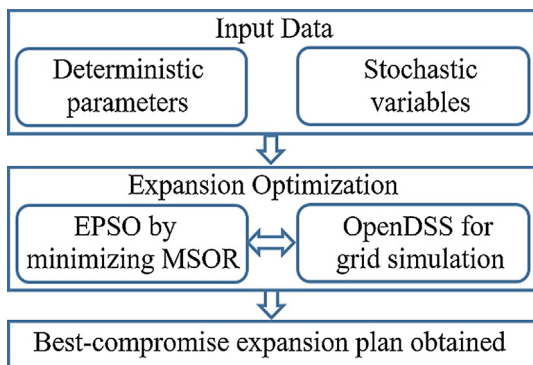 Input Data
Deterministic
parameters
Stochastic
variables
Expansion Optimization
EPSO by
minimizing MSOR
OpenDSS for
grid simulation
Best-compromise expansion plan obtained